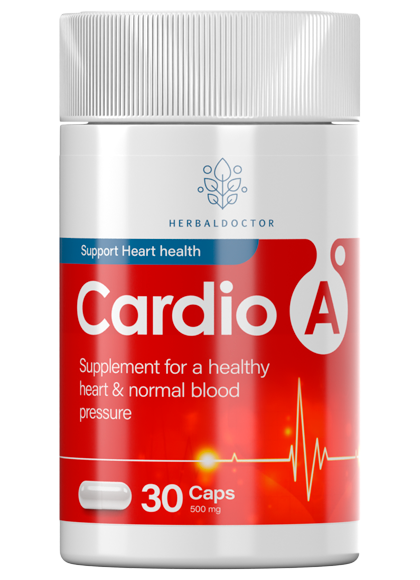 HERBALDOCTOR
Support Heart health
Cardio A
Supplement for a healthy
heart & normal blood
pressure
30 Caps
500 mg